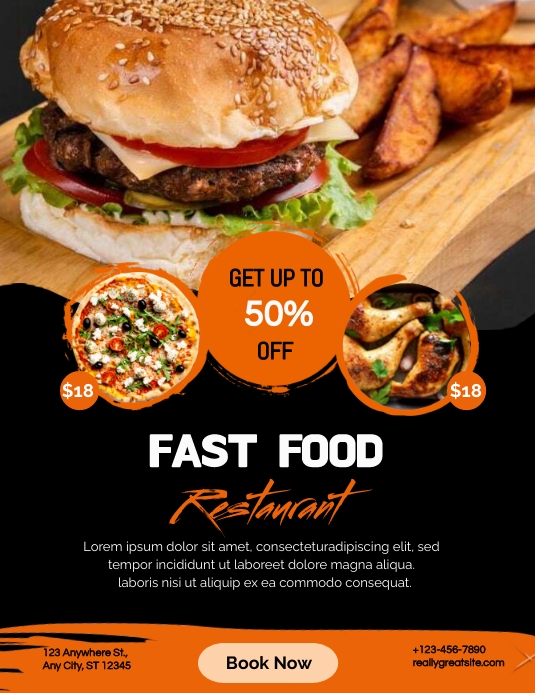 GET UP TO
50%
OFF
$18
$18
FAST FOOD
Restaurant
Lorem ipsum dolor sit amet, consecteturadipiscing elit, sed
tempor incididunt ut laboreet dolore magna aliqua.
laboris nisi ut aliquip ex ea commodo consequat.
123 Anywhere St.,
Any City, ST 12345
Book Now
+123-456-7890
reallygreatsite.com